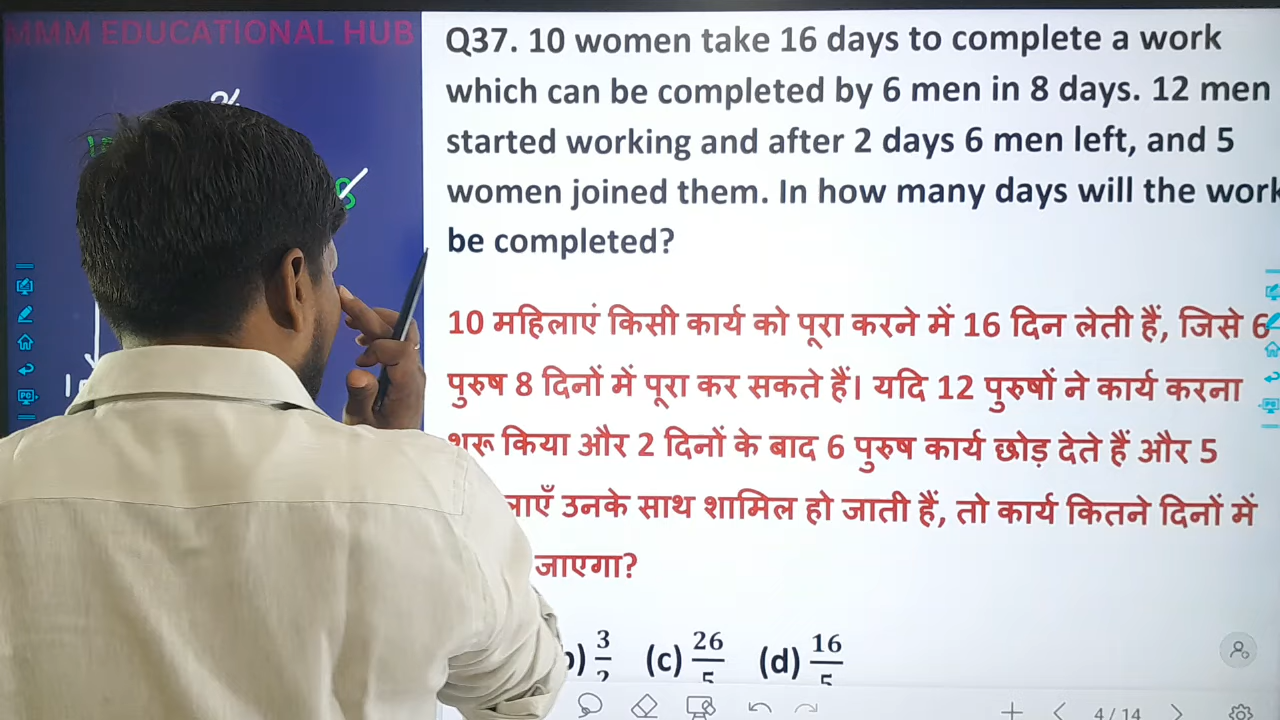 MMM EDUCATIONAL HUB
Q37. 10 women take 16 days to complete a work
which can be completed by 6 men in 8 days. 12 men
started working and after 2 days 6 men left, and 5
women joined them. In how many days will the work
be completed?
10 महिलाएं किसी कार्य को पूरा करने में 16 दिन लेती हैं, जिसे 6
पुरुष 8 दिनों में पूरा कर सकते हैं। यदि 12 पुरुषों ने कार्य करना
किया और 2 दिनों के बाद 6 पुरुष कार्य छोड़ देते हैं और 5
उनके साथ शामिल हो जाती हैं, तो कार्य कितने दिनों में
जाएगा?
3/2 (c) 26/5 (d) 16/5
4 / 14